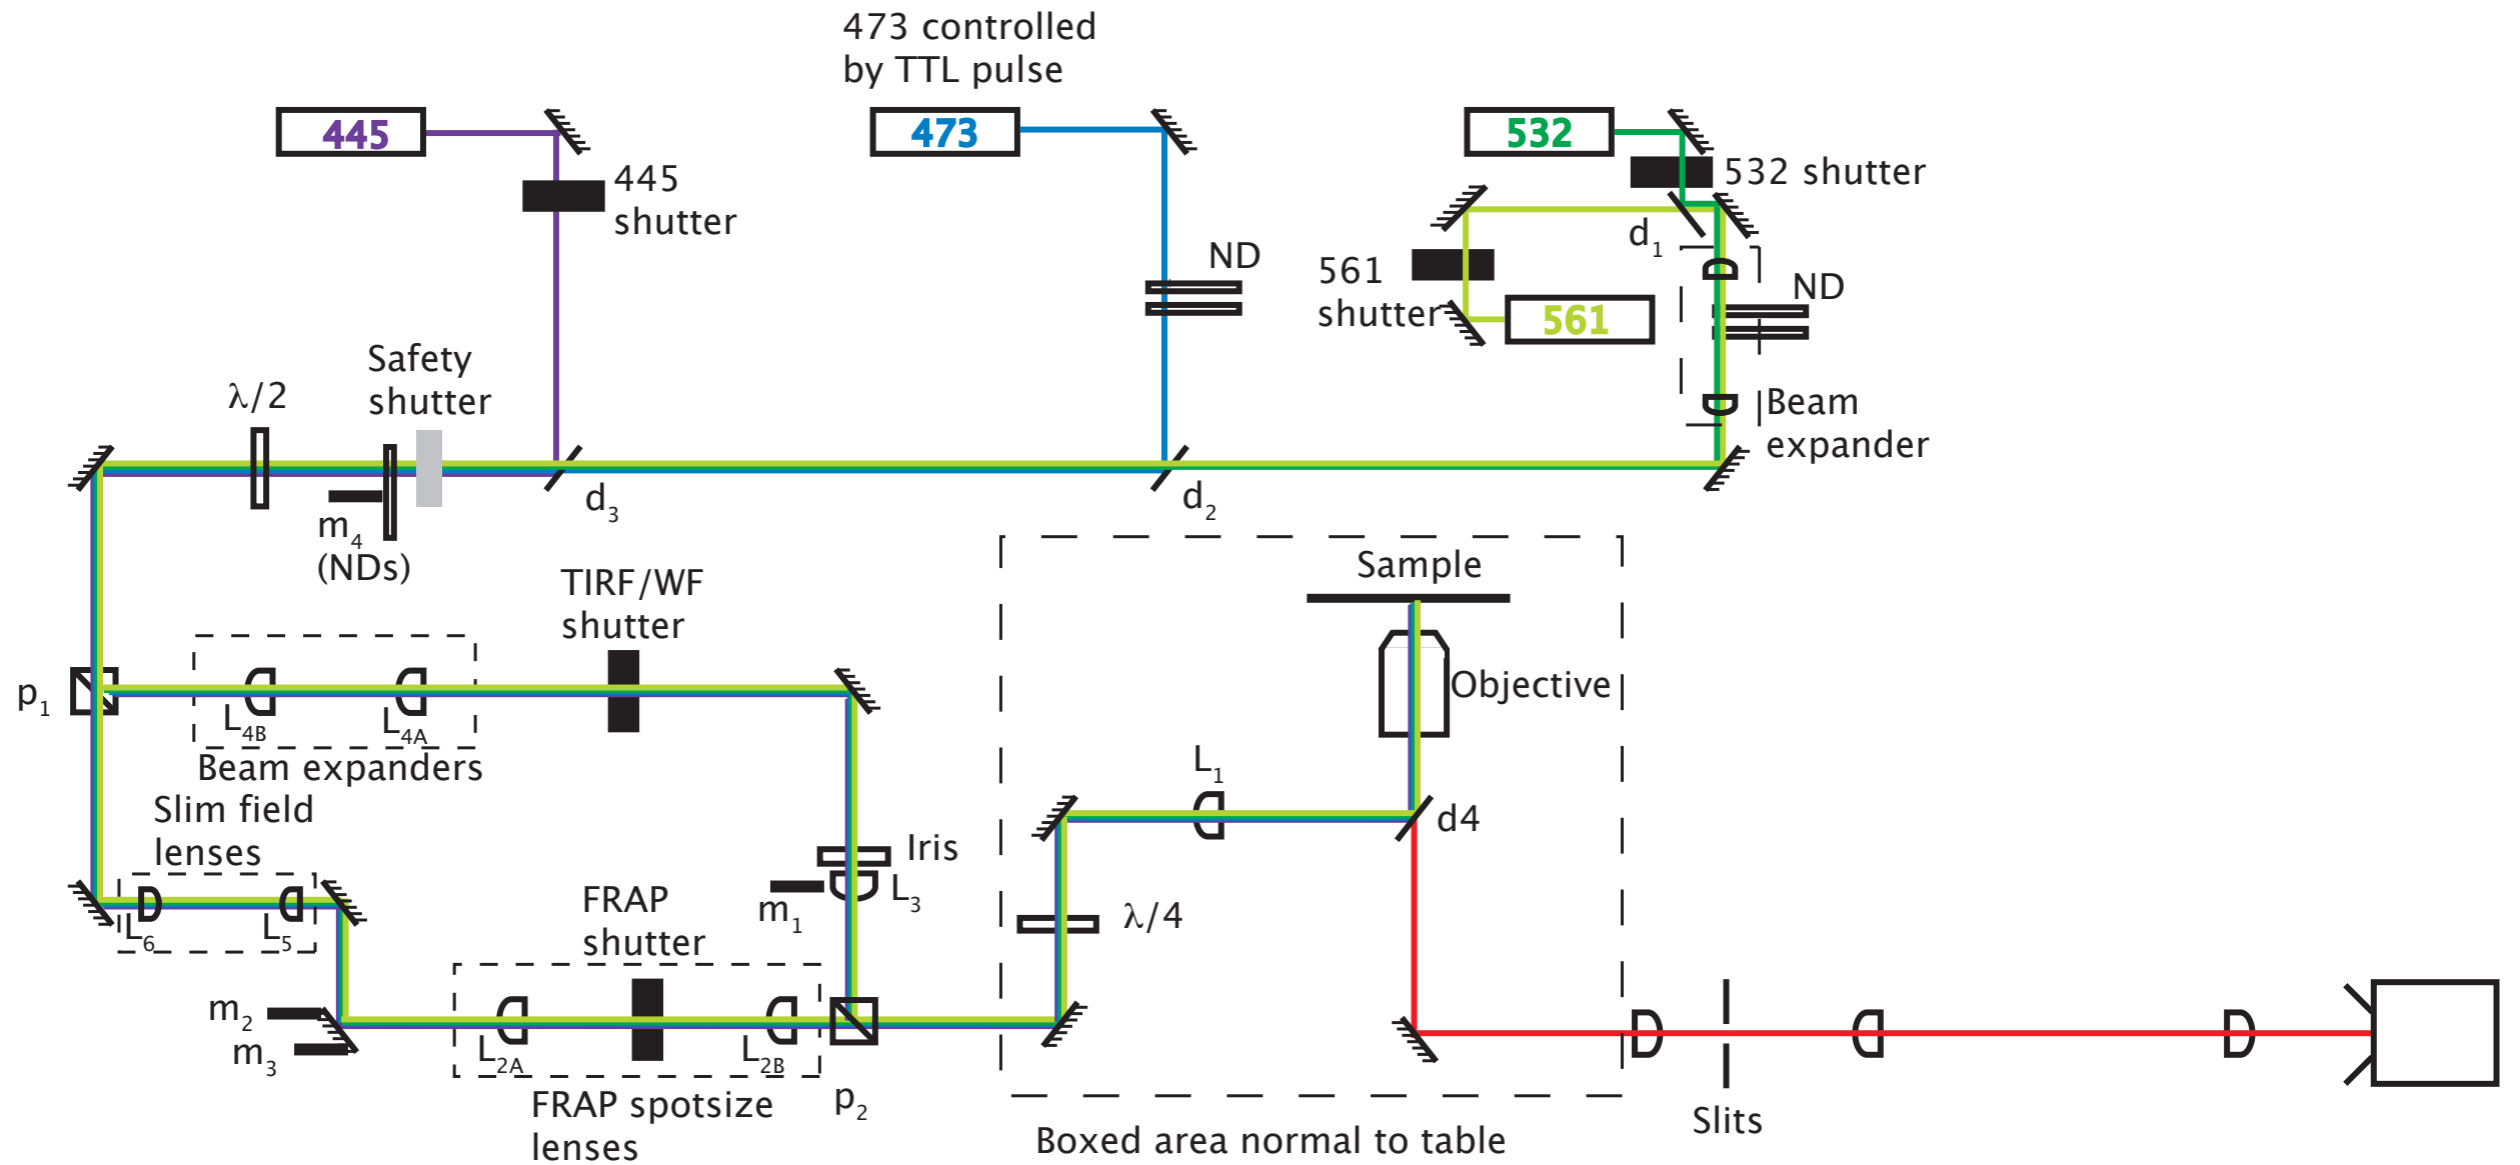 473 controlled
by TTL pulse
445
473
532
445
shutter
532 shutter
d1
ND
561
shutter
561
ND
Safety
shutter
λ/2
Beam
expander
m4
(NDs)
d3
d2
TIRF/WF
shutter
Sample
p1
L4B
L4A
Objective
Beam expanders
L1
Slim field
lenses
d4
Iris
L3
FRAP
shutter
m1
λ/4
L6
L5
m2
m3
L2A
L2B
p2
FRAP spotsize
lenses
Slits
Boxed area normal to table